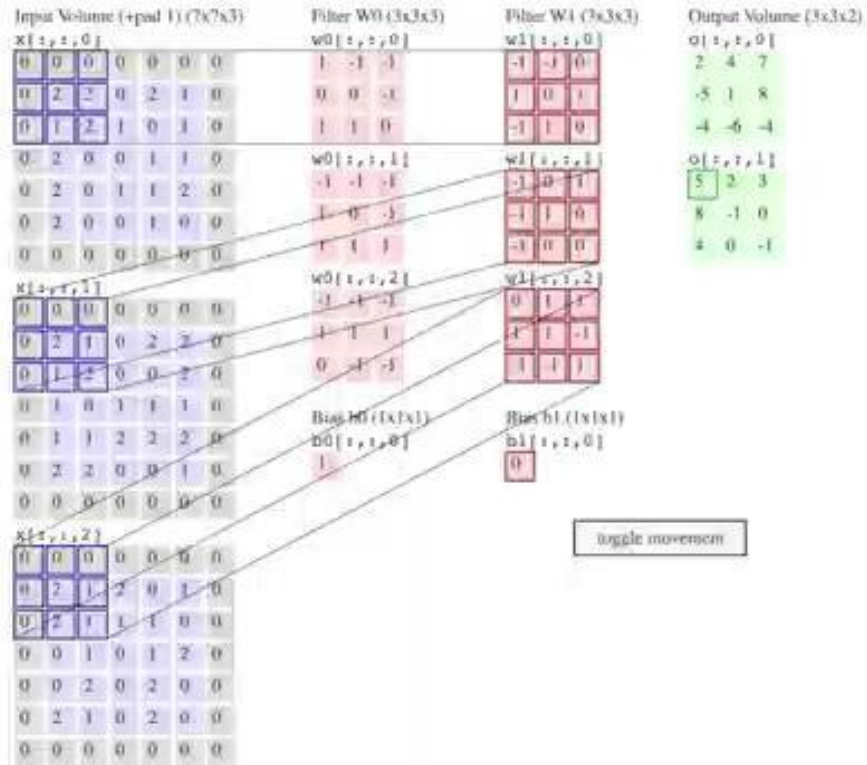 Input Volume (+pad 1) (7x7x3)
x[:,:,0]
0 0 0 0 0 0 0
0 2 2 0 2 1 0
0 1 2 1 0 1 0
0 2 0 0 1 1 0
0 2 0 1 1 2 0
0 2 0 0 1 0 0
0 0 0 0 0 0 0
x[:,:,1]
0 0 0 0 0 0 0
0 2 1 0 2 2 0
0 1 2 0 0 2 0
0 1 0 1 1 1 0
0 1 1 2 2 2 0
0 2 2 0 0 1 0
0 0 0 0 0 0 0
x[:,:,2]
0 0 0 0 0 0 0
0 2 1 2 0 1 0
0 2 1 1 1 0 0
0 0 1 0 1 2 0
0 0 2 0 2 0 0
0 2 1 0 2 0 0
0 0 0 0 0 0 0
Filter W0 (3x3x3)
w0[:,:,0]
1 -1 -1
0 0 -1
1 1 0
w0[:,:,1]
-1 -1 -1
0 -1
1 1 1
w0[:,:,2]
-1 -1 -1
1 1 1
0 -1 -1
Bias b0 (1x1x1)
b0[:,:,0]
1
Filter W1 (3x3x3)
w1[:,:,0]
-1 -1 0
1 0 1
-1 1 0
w1[:,:,1]
-1 0 1
-1 1 0
-1 0 0
w1[:,:,2]
0 1 1
1 -1
1
Bias b1 (1x1x1)
b1[:,:,0]
0
Output Volume (3x3x2)
o[:,:,0]
2 4 7
-5 1 8
-4 -6 -4
o[:,:,1]
5 2 3
8 -1 0
4 0 -1
toggle movement